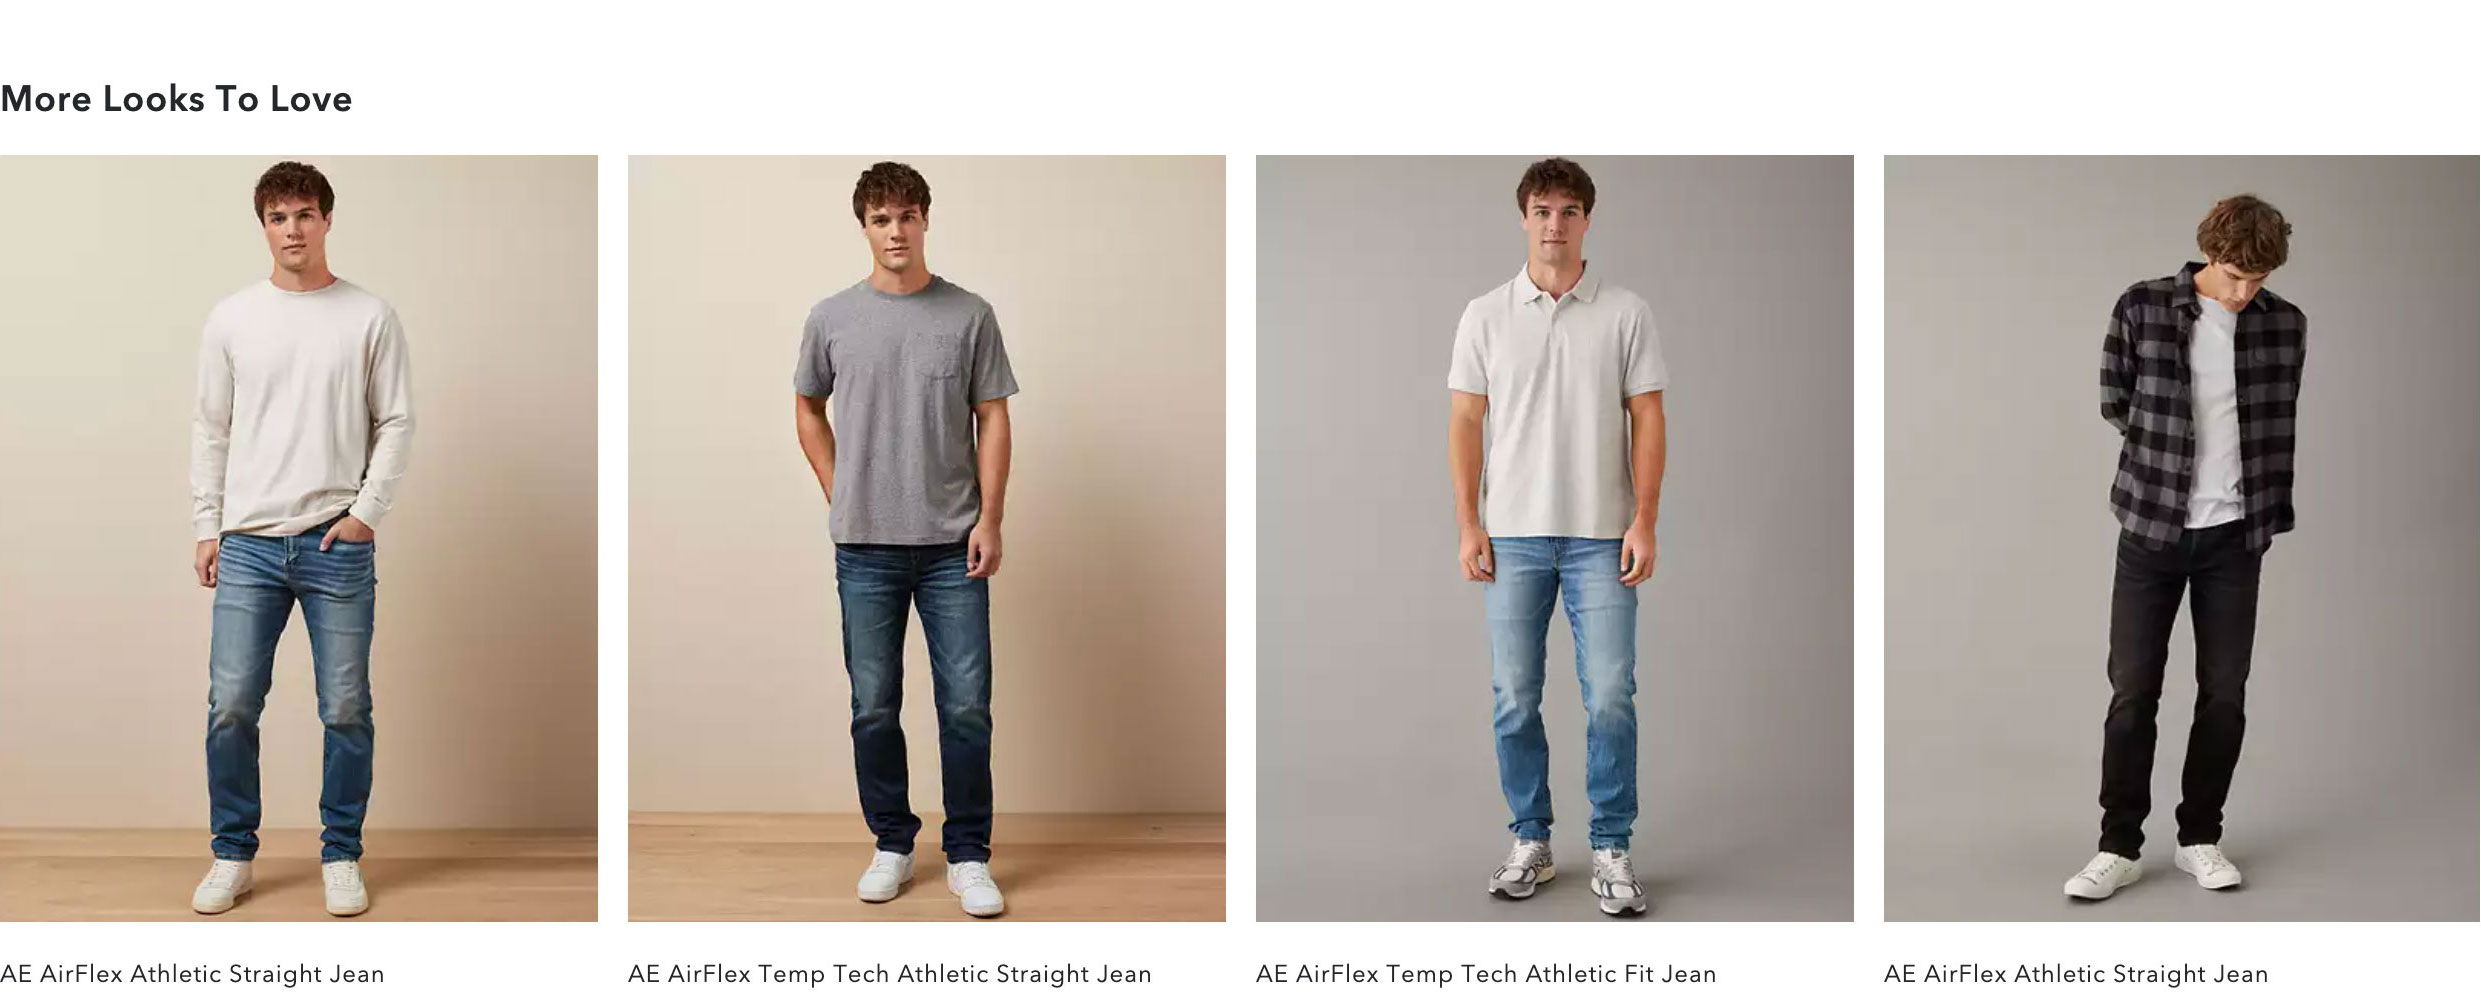 More Looks To Love
AE AirFlex Athletic Straight Jean
AE AirFlex Temp Tech Athletic Straight Jean
AE AirFlex Temp Tech Athletic Fit Jean
AE AirFlex Athletic Straight Jean